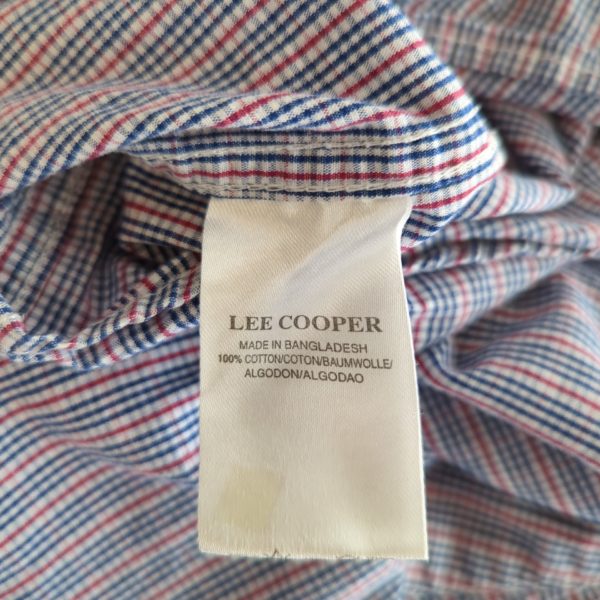 LEE COOPER
MADE IN BANGLADESH
100% COTTON/COTON/BAUMWOLLE/
ALGODON/ALGODAO